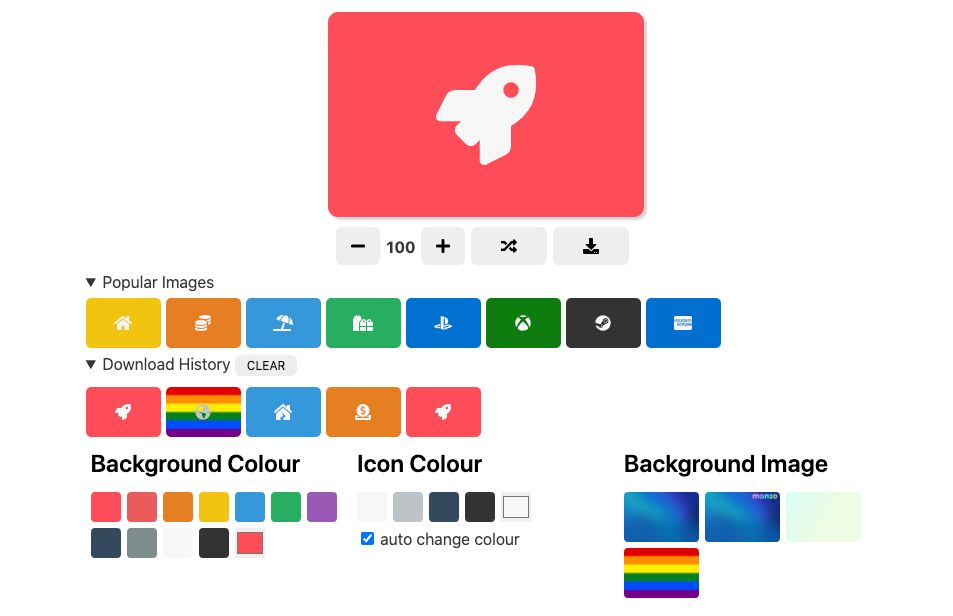 100
Popular Images
Download History CLEAR
Background Colour
Icon Colour
Background Image
monzo
auto change colour